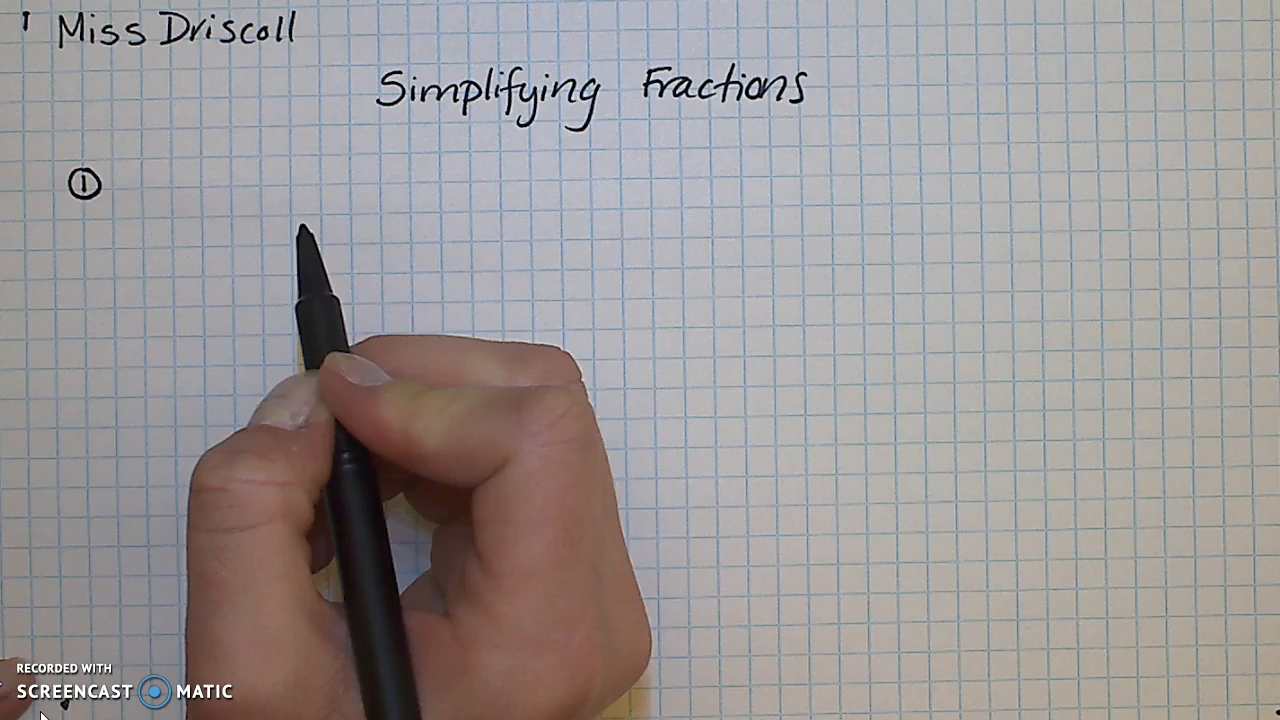 Miss Driscoll
Simplifying Fractions
①
RECORDED WITH
SCREENCAST MATIC